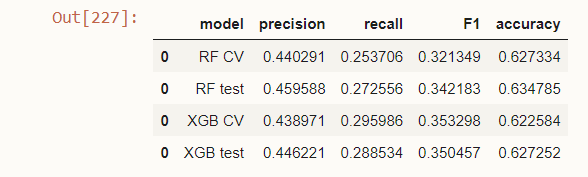 Out[227]:
model precision recall F1 accuracy
0 RF CV 0.440291 0.253706 0.321349 0.627334
0 RF test 0.459588 0.272556 0.342183 0.634785
0 XGB CV 0.438971 0.295986 0.353298 0.622584
0 XGB test 0.446221 0.288534 0.350457 0.627252